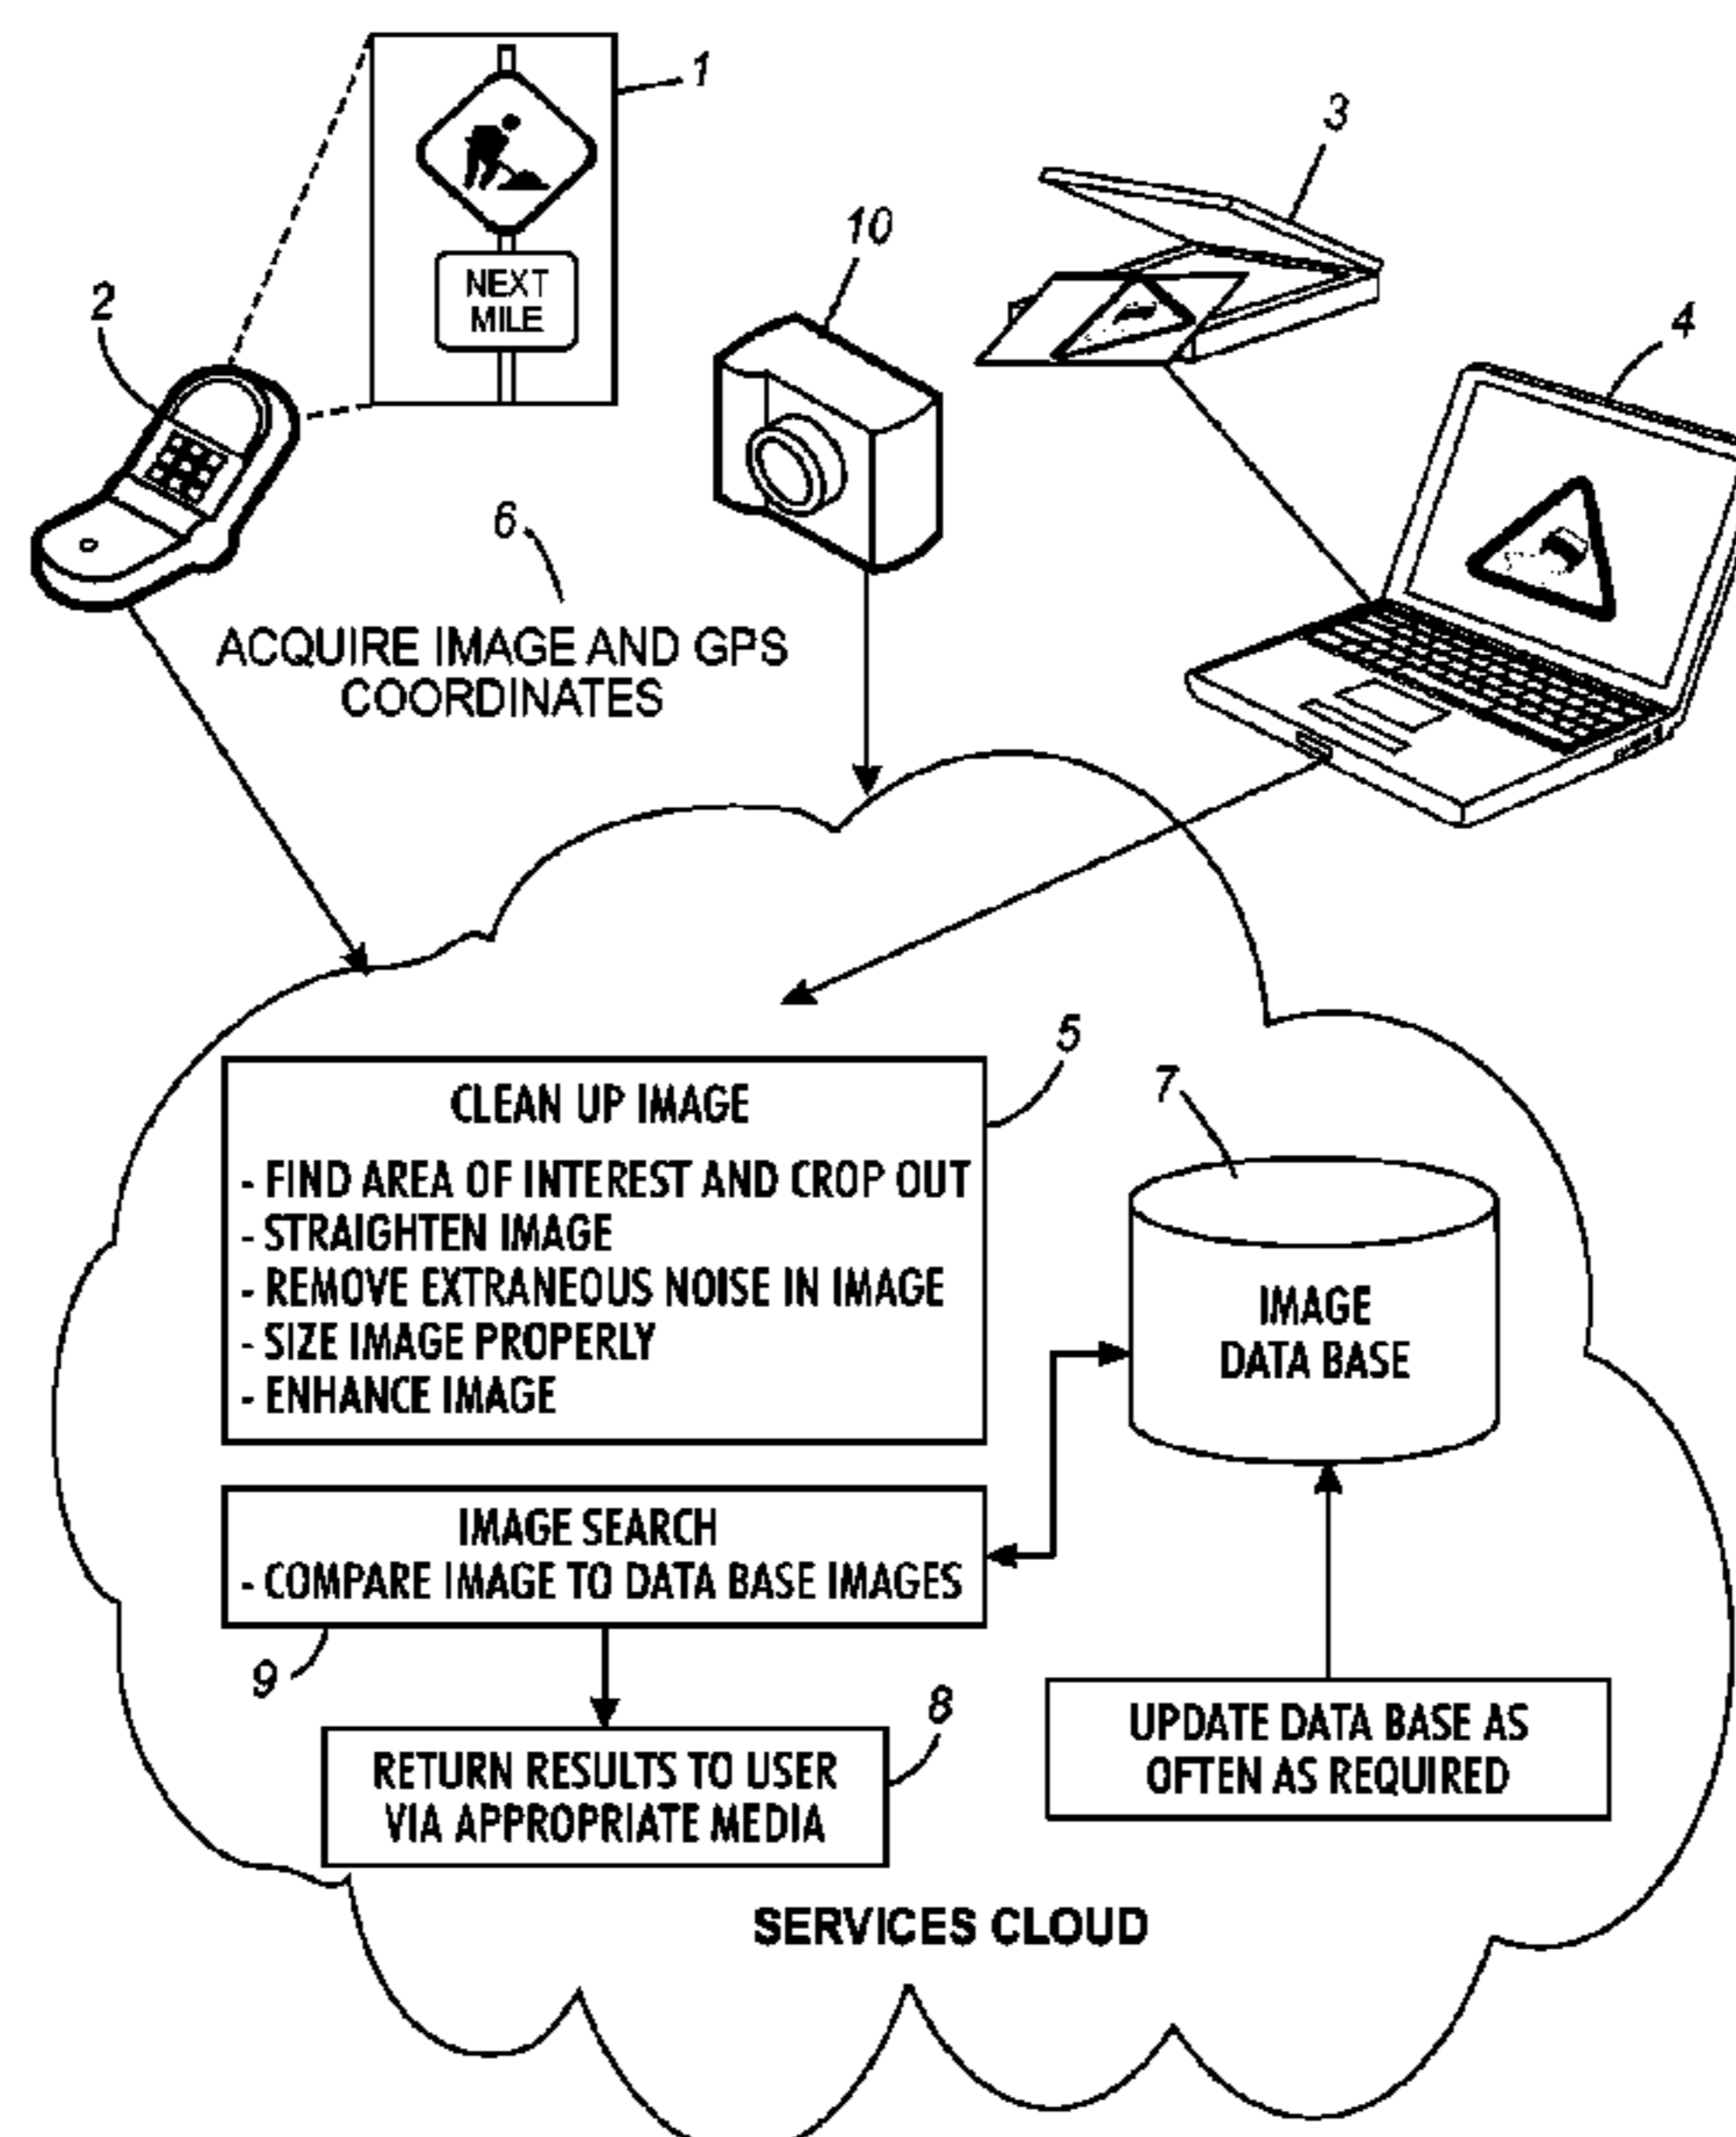 1
3
10
NEXT
MILE
2
4
6
ACQUIRE IMAGE AND GPS
COORDINATES
5
CLEAN UP IMAGE
- FIND AREA OF INTEREST AND CROP OUT
- STRAIGHTEN IMAGE
- REMOVE EXTRANEOUS NOISE IN IMAGE
- SIZE IMAGE PROPERLY
- ENHANCE IMAGE
7
IMAGE
DATA BASE
IMAGE SEARCH
- COMPARE IMAGE TO DATA BASE IMAGES
9
8
RETURN RESULTS TO USER
VIA APPROPRIATE MEDIA
UPDATE DATA BASE AS
OFTEN AS REQUIRED
SERVICES CLOUD